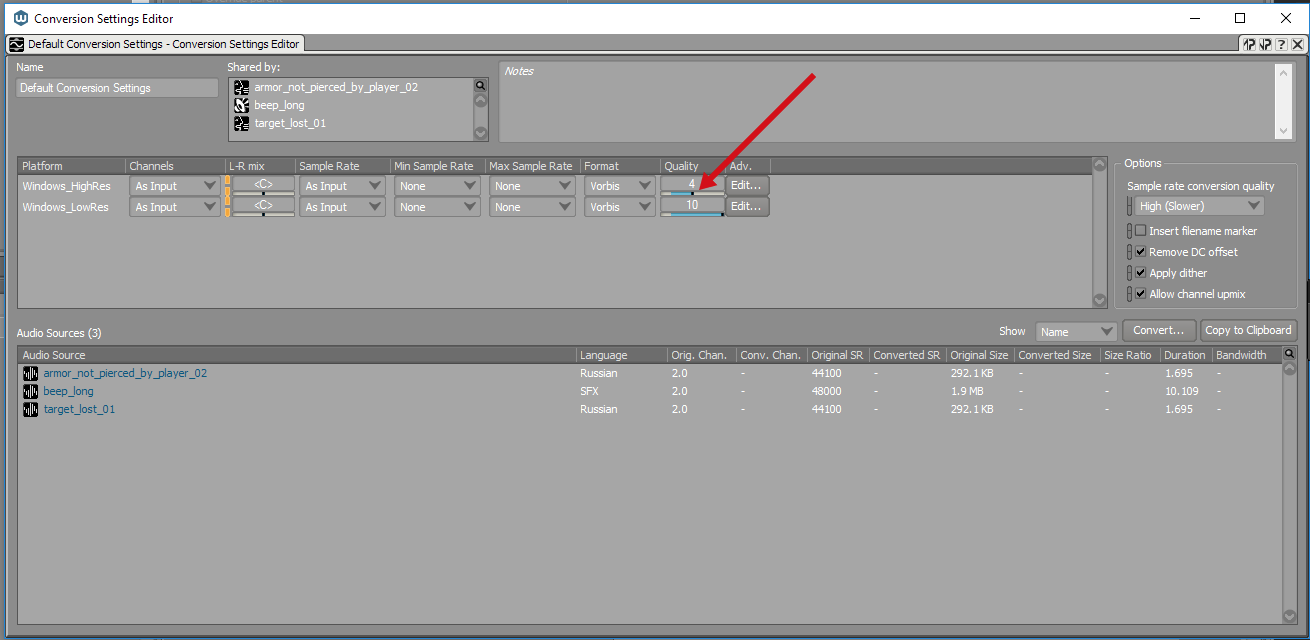 Conversion Settings Editor
Default Conversion Settings - Conversion Settings Editor
Name
Shared by:
Default Conversion Settings
armor_not_pierced_by_player_02
beep_long
target_lost_01
Notes
Platform Channels L-R mix Sample Rate Min Sample Rate Max Sample Rate Format Quality Adv.
Windows_HighRes As Input <C> As Input None None Vorbis 4 Edit...
Windows_LowRes As Input <C> As Input None None Vorbis 10 Edit...
Options
Sample rate conversion quality
High (Slower)
Insert filename marker
Remove DC offset
Apply dither
Allow channel upmix
Audio Sources (3) Show Name Convert... Copy to Clipboard
Audio Source Language Orig. Chan. Conv. Chan. Original SR Converted SR Original Size Converted Size Size Ratio Duration Bandwidth
armor_not_pierced_by_player_02 Russian 2.0 - 44100 - 292.1 KB - - 1.695 -
beep_long SFX 2.0 - 48000 - 1.9 MB - - 10.109 -
target_lost_01 Russian 2.0 - 44100 - 292.1 KB - - 1.695 -